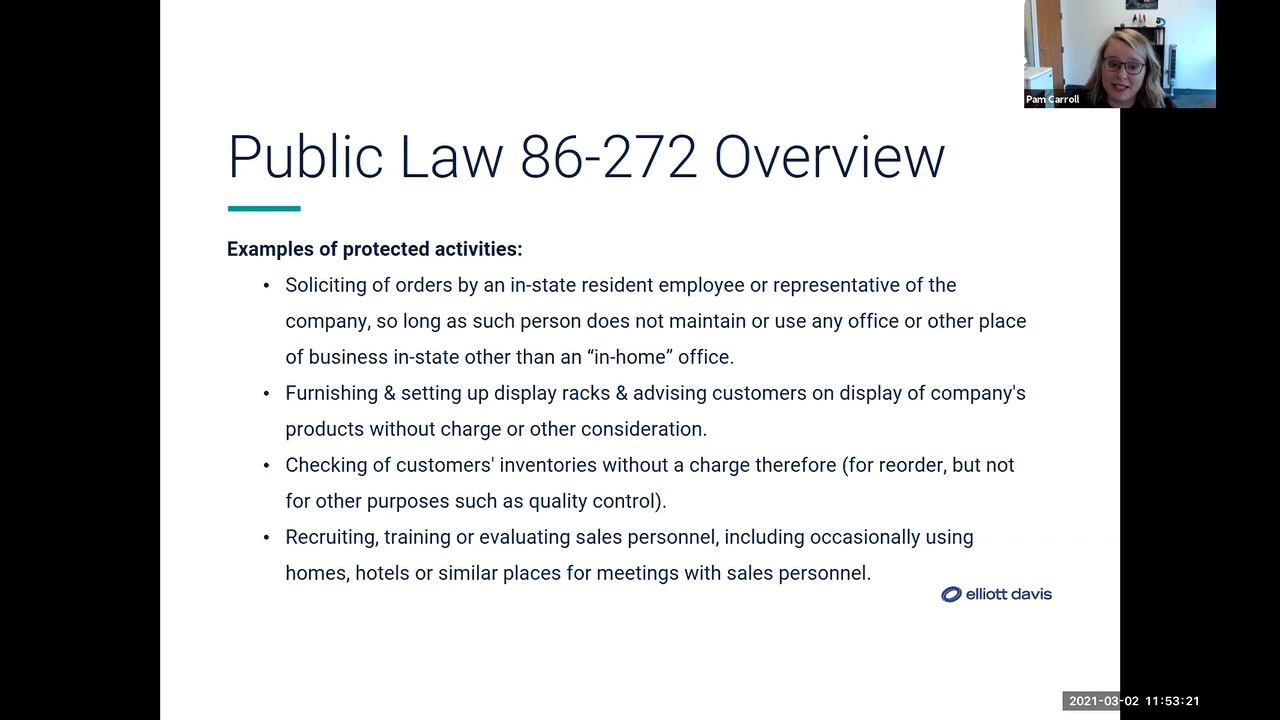 Pam Carroll
Public Law 86-272 Overview
Examples of protected activities:
• Soliciting of orders by an in-state resident employee or representative of the
company, so long as such person does not maintain or use any office or other place
of business in-state other than an “in-home” office.
• Furnishing & setting up display racks & advising customers on display of company's
products without charge or other consideration.
• Checking of customers' inventories without a charge therefore (for reorder, but not
for other purposes such as quality control).
• Recruiting, training or evaluating sales personnel, including occasionally using
homes, hotels or similar places for meetings with sales personnel.
elliott davis
2021-03-02 11:53:21